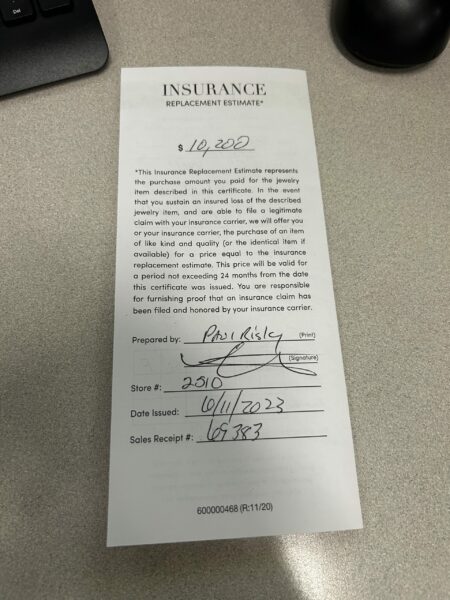 INSURANCE
REPLACEMENT ESTIMATE*
$ 10,200
*This Insurance Replacement Estimate represents
the purchase amount you paid for the jewelry
item described in this certificate. In the event
that you sustain an insured loss of the described
jewelry item, and are able to file a legitimate
claim with your insurance carrier, we will offer you
or your insurance carrier, the purchase of an item
of like kind and quality (or the identical item if
available) for a price equal to the insurance
replacement estimate. This price will be valid for
a period not exceeding 24 months from the date
this certificate was issued. You are responsible
for furnishing proof that an insurance claim has
been filed and honored by your insurance carrier.
Prepared by: Paul Risky (Print)
(Signature)
Store #: 2510
Date Issued: 6/11/2023
Sales Receipt #: 69383
600000468 (R:11/20)